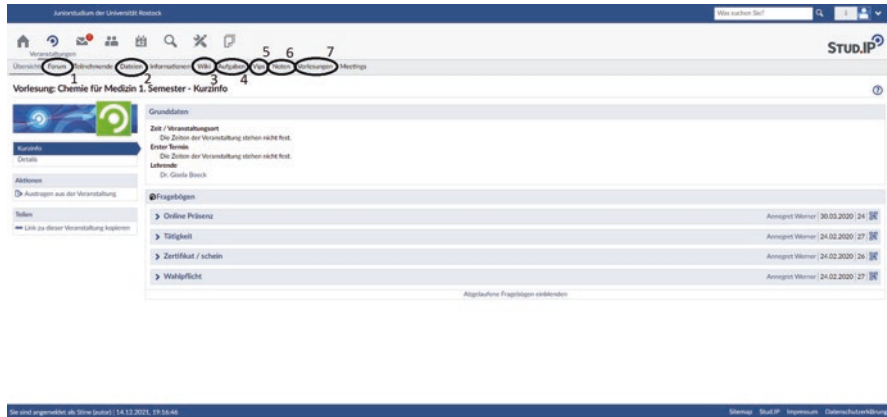 Juniorstudium der Universität Rostock
Was suchen Sie?
Veranstaltungen
STUD.IP
5 6 7
Übersicht Forum Teilnehmende Dateien Informationen Wiki Aufgaben Vips Noten Vorlesungen Meetings
1 2 3 4
Vorlesung: Chemie für Medizin 1. Semester - Kurzinfo
Kurzinfo
Details
Aktionen
Austragen aus der Veranstaltung
Teilen
Link zu dieser Veranstaltung kopieren
Grunddaten
Zeit / Veranstaltungsort
Die Zeiten der Veranstaltung stehen nicht fest.
Erster Termin
Die Zeiten der Veranstaltung stehen nicht fest.
Lehrende
Dr. Gisela Boeck
Fragebögen
Online Präsenz Annegret Werner 30.03.2020 24
Tätigkeit Annegret Werner 24.02.2020 27
Zertifikat / schein Annegret Werner 24.02.2020 26
Wahlpflicht Annegret Werner 24.02.2020 27
Abgelaufene Fragebögen einblenden
Sie sind angemeldet als Stine (autor) | 14.12.2021, 19:16:46
Sitemap Stud.IP Impressum Datenschutzerklärung